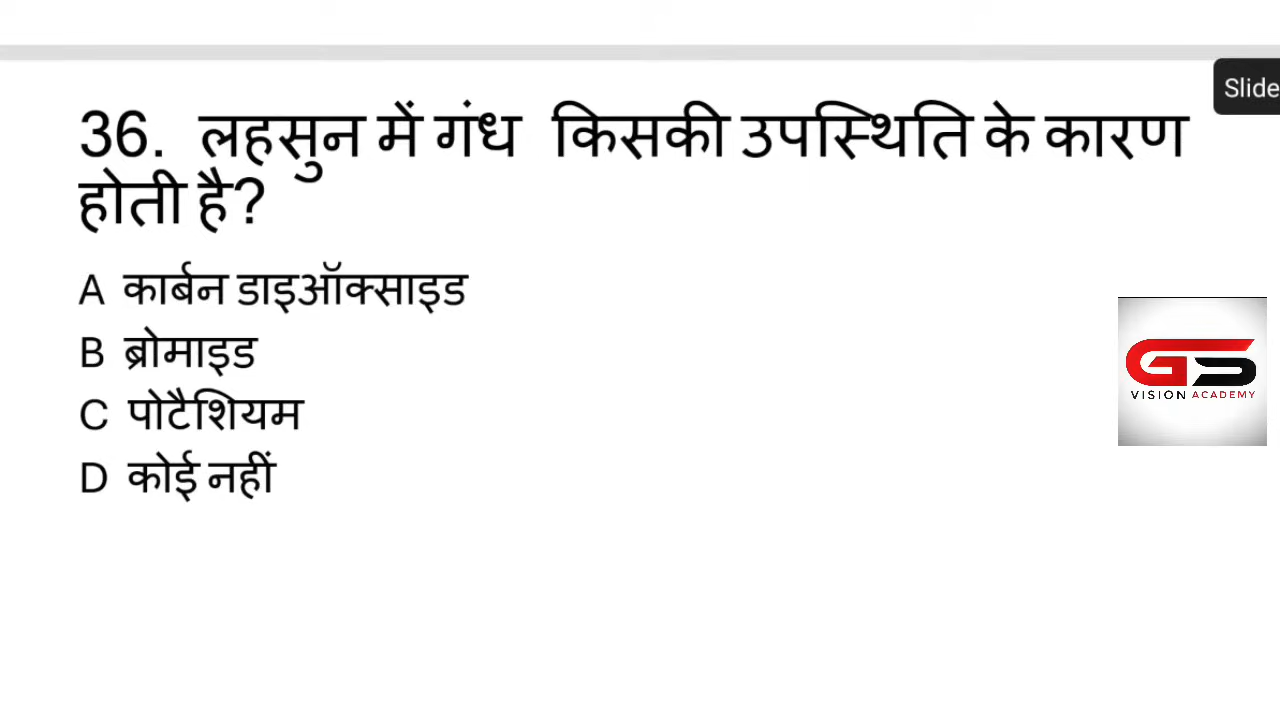 Slide
36. लहसुन में गंध किसकी उपस्थिति के कारण
होती है?
A कार्बन डाइऑक्साइड
B ब्रोमाइड
C पोटैशियम
D कोई नहीं
GS
VISION ACADEMY